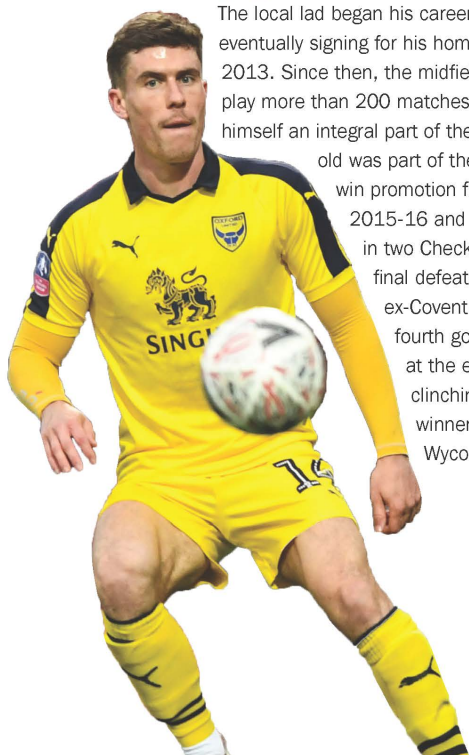 The local lad began his career
eventually signing for his hom
2013. Since then, the midfie
play more than 200 matches
himself an integral part of the
old was part of the
win promotion f
2015-16 and
in two Check
final defeat
ex-Covent
fourth go
at the e
clinchin
winner
Wyco
OXFORD
UNITED
SINGH
14